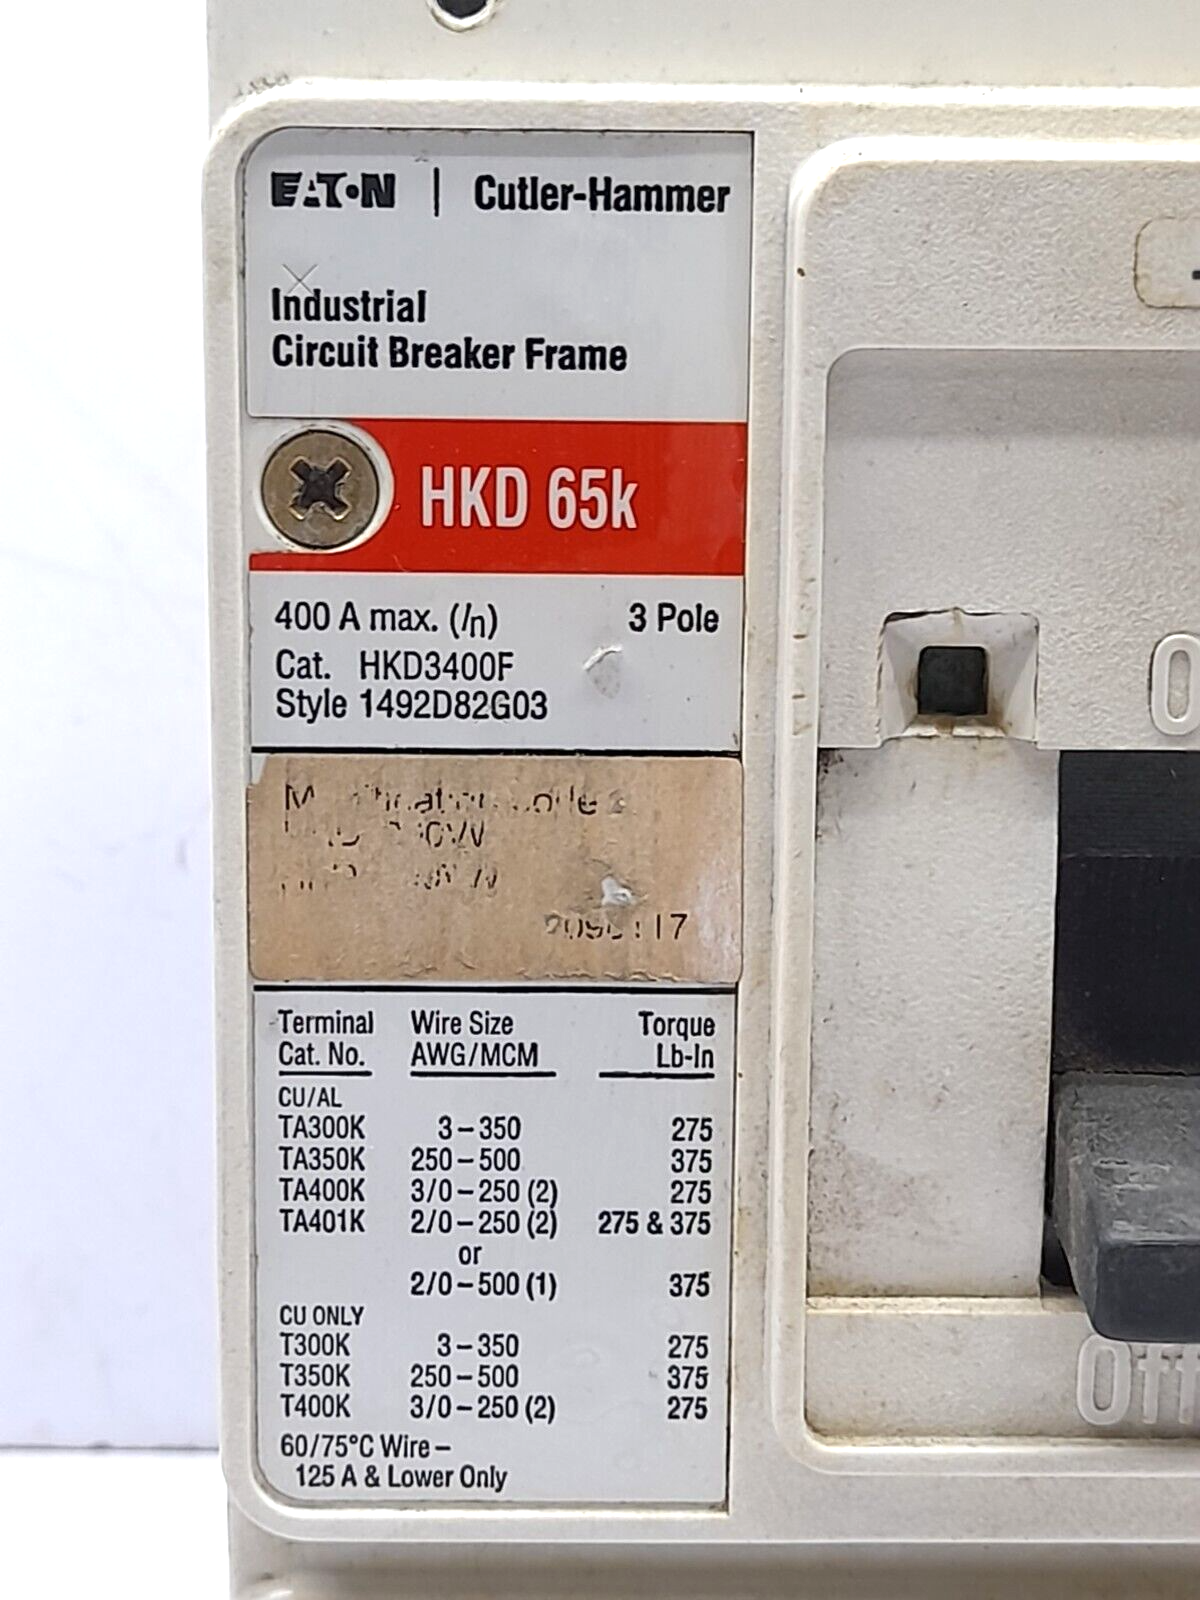 EATON | Cutler-Hammer
Industrial
Circuit Breaker Frame
HKD 65k
400 A max. (In) 3 Pole
Cat. HKD3400F
Style 1492D82G03
Terminal Wire Size Torque
Cat. No. AWG/MCM Lb-In
CU/AL
TA300K 3–350 275
TA350K 250–500 375
TA400K 3/0–250 (2) 275
TA401K 2/0–250 (2) 275 & 375
or
2/0–500 (1) 375
CU ONLY
T300K 3–350 275
T350K 250–500 375
T400K 3/0–250 (2) 275
60/75°C Wire –
125 A & Lower Only
Off